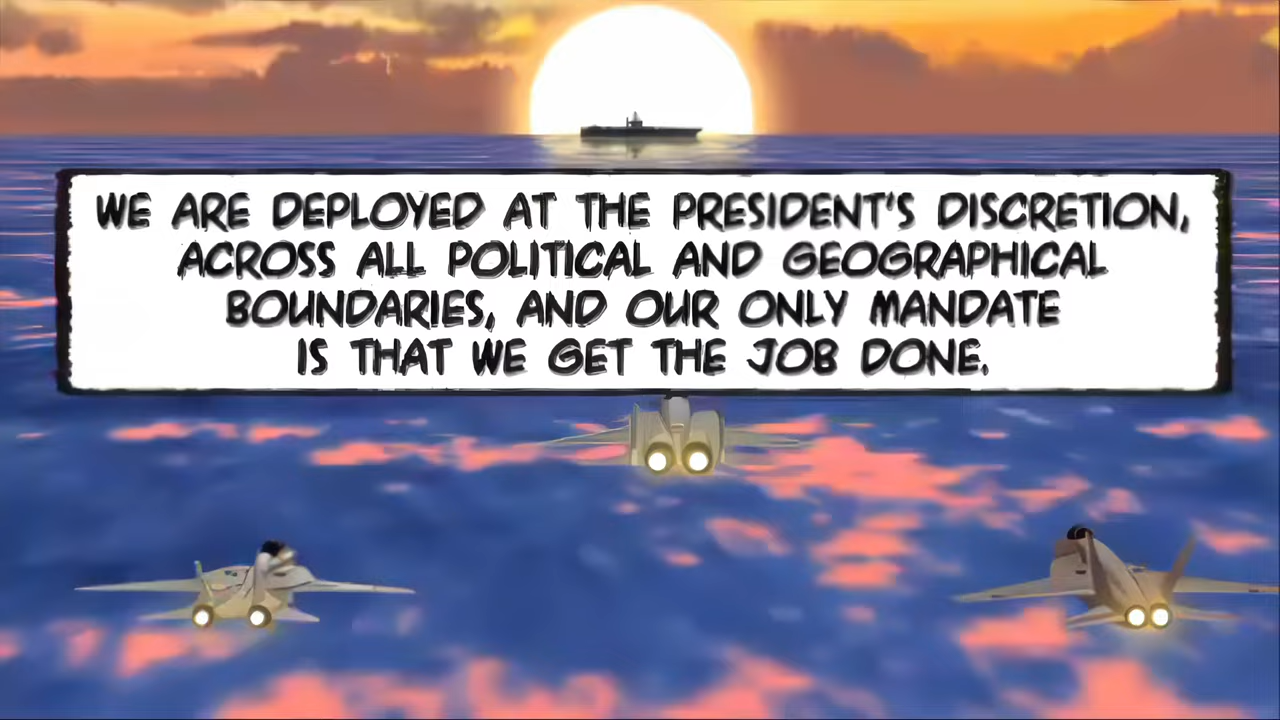 WE ARE DEPLOYED AT THE PRESIDENT'S DISCRETION,
ACROSS ALL POLITICAL AND GEOGRAPHICAL
BOUNDARIES, AND OUR ONLY MANDATE
IS THAT WE GET THE JOB DONE.